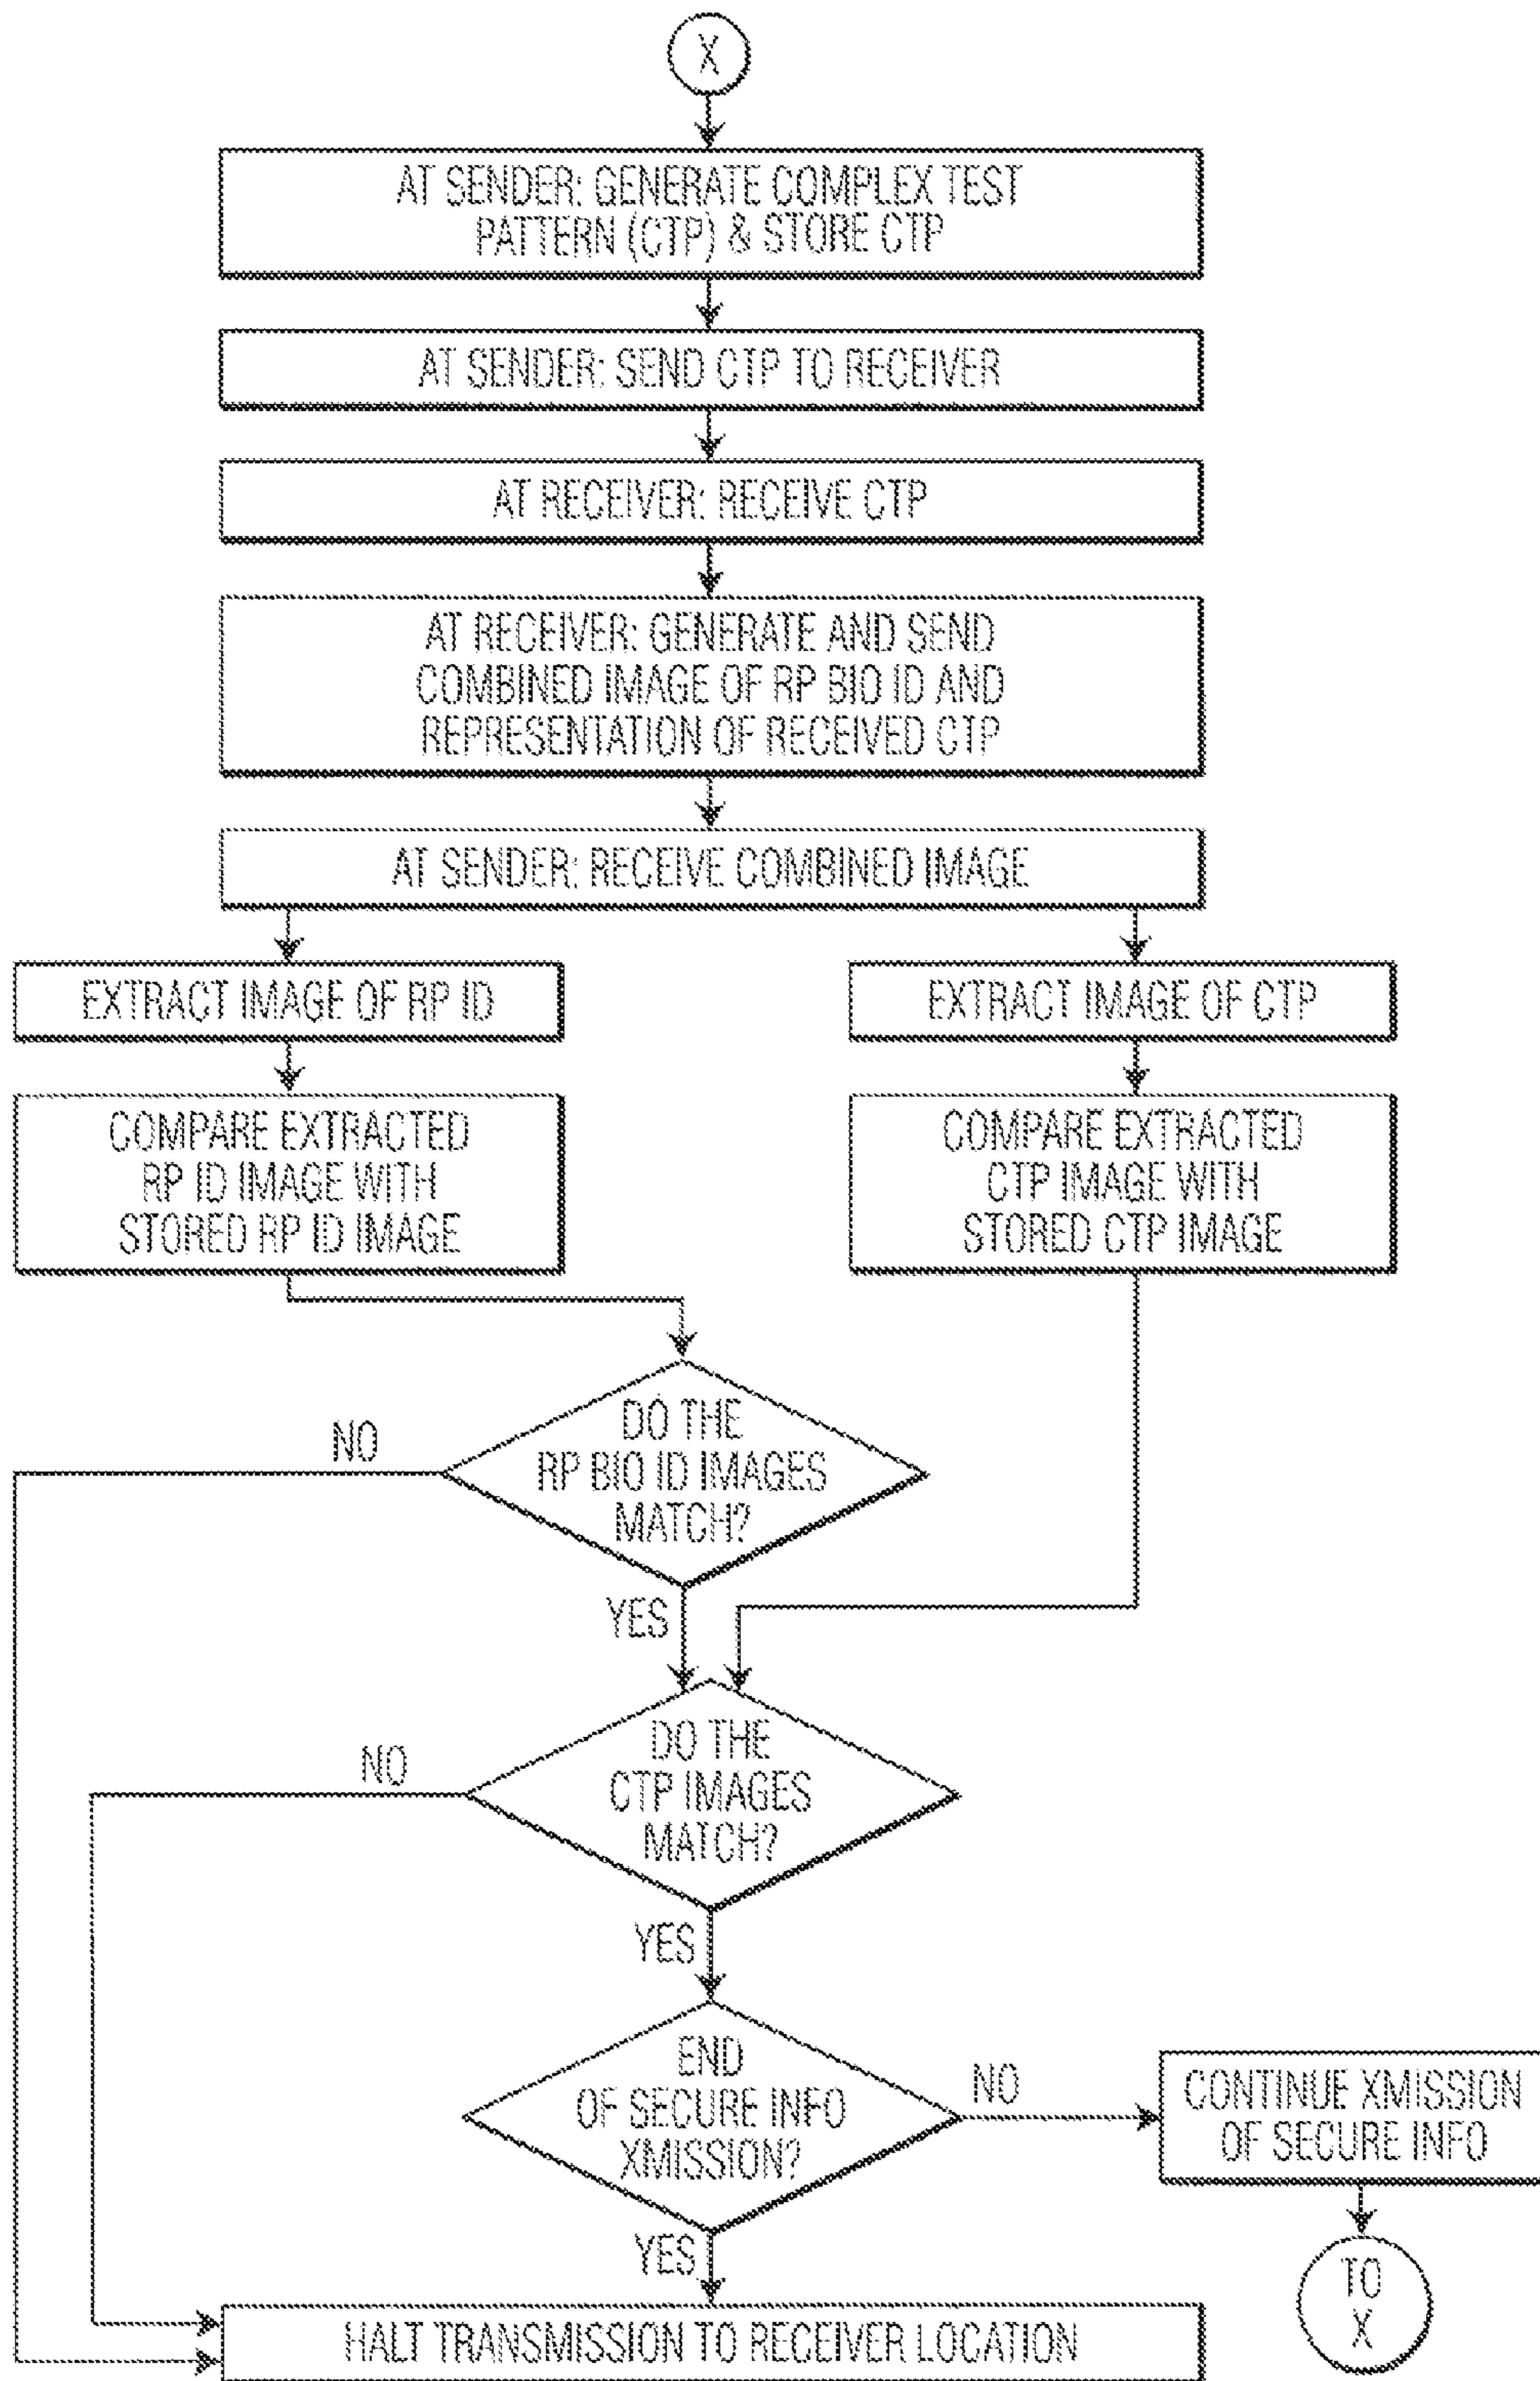 X
AT SENDER: GENERATE COMPLEX TEST
PATTERN (CTP) & STORE CTP
AT SENDER: SEND CTP TO RECEIVER
AT RECEIVER: RECEIVE CTP
AT RECEIVER: GENERATE AND SEND
COMBINED IMAGE OF RP BIO ID AND
REPRESENTATION OF RECEIVED CTP
AT SENDER: RECEIVE COMBINED IMAGE
EXTRACT IMAGE OF RP ID
EXTRACT IMAGE OF CTP
COMPARE EXTRACTED
RP ID IMAGE WITH
STORED RP ID IMAGE
COMPARE EXTRACTED
CTP IMAGE WITH
STORED CTP IMAGE
DO THE
RP BIO ID IMAGES
MATCH?
NO
YES
DO THE
CTP IMAGES
MATCH?
NO
YES
END
OF SECURE INFO
XMISSION?
NO
CONTINUE XMISSION
OF SECURE INFO
YES
TO
X
HALT TRANSMISSION TO RECEIVER LOCATION